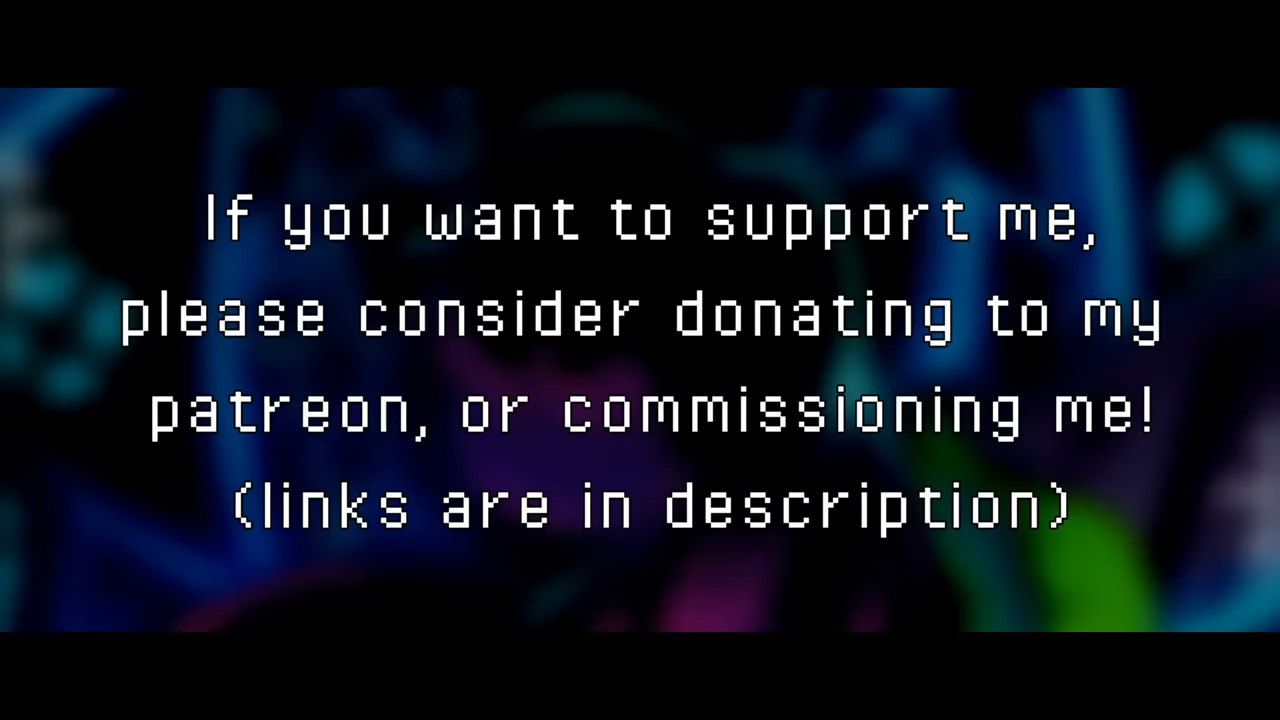 If you want to support me,
please consider donating to my
patreon, or commissioning me!
(links are in description)